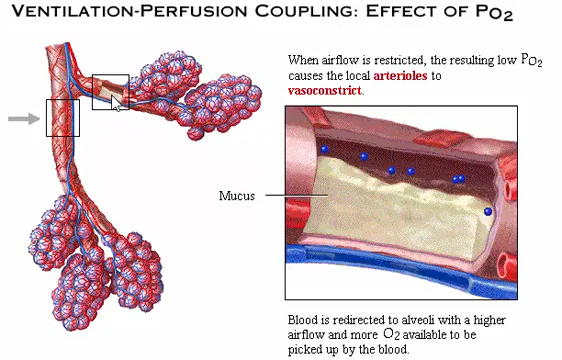 VENTILATION-PERFUSION COUPLING: EFFECT OF PO2
When airflow is restricted, the resulting low PO2
causes the local arterioles to
vasoconstrict.
Mucus
Blood is redirected to alveoli with a higher
airflow and more O2 available to be
picked up by the blood.